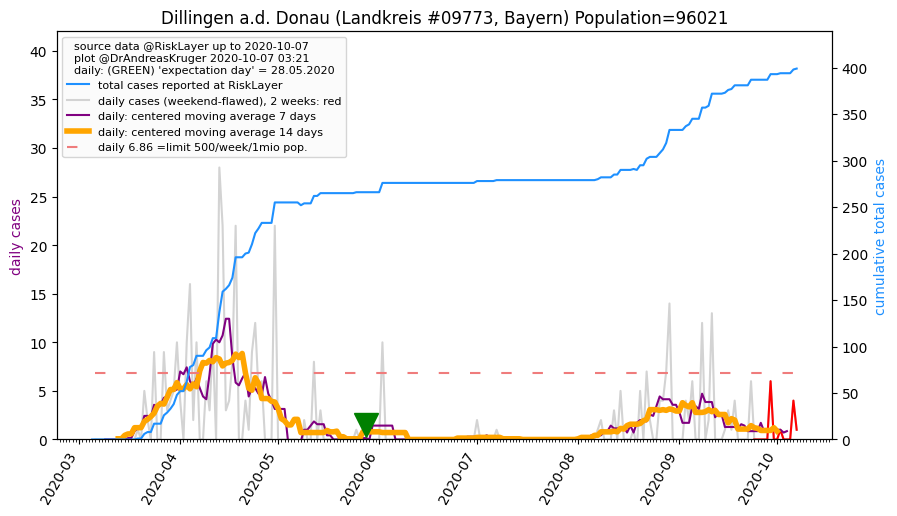 Dillingen a.d. Donau (Landkreis #09773, Bayern) Population=96021
source data @RiskLayer up to 2020-10-07
plot @DrAndreasKruger 2020-10-07 03:21
daily: (GREEN) 'expectation day' = 28.05.2020
total cases reported at RiskLayer
daily cases (weekend-flawed), 2 weeks: red
daily: centered moving average 7 days
daily: centered moving average 14 days
daily 6.86 =limit 500/week/1mio pop.
daily cases
40
35
30
25
20
15
10
5
0
cumulative total cases
400
350
300
250
200
150
100
50
0
2020-03
2020-04
2020-05
2020-06
2020-07
2020-08
2020-09
2020-10